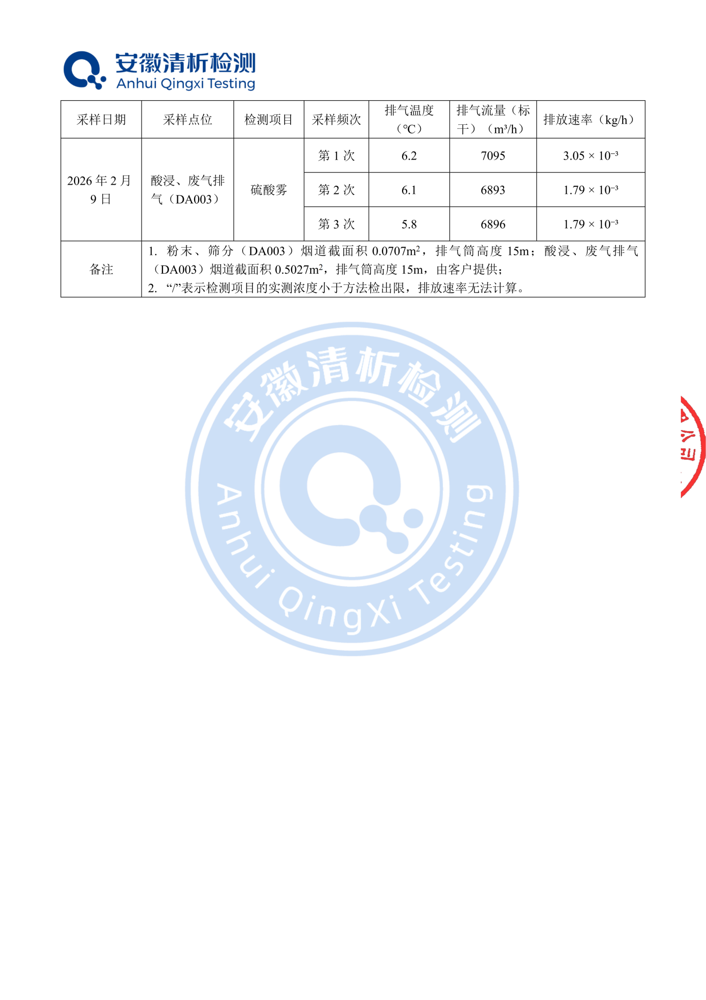 安徽清析检测
Anhui Qingxi Testing
采样日期 采样点位 检测项目 采样频次 排气温度（℃） 排气流量（标干）（m³/h） 排放速率（kg/h）
2026 年 2 月 9 日 酸浸、废气排气（DA003） 硫酸雾 第 1 次 6.2 7095 3.05 × 10⁻³
第 2 次 6.1 6893 1.79 × 10⁻³
第 3 次 5.8 6896 1.79 × 10⁻³
备注
1. 粉末、筛分（DA003）烟道截面积 0.0707m²，排气筒高度 15m；酸浸、废气排气
（DA003）烟道截面积 0.5027m²，排气筒高度 15m，由客户提供；
2. “/”表示检测项目的实测浓度小于方法检出限，排放速率无法计算。
安徽清析检测
Anhui QingXi Testing
公司